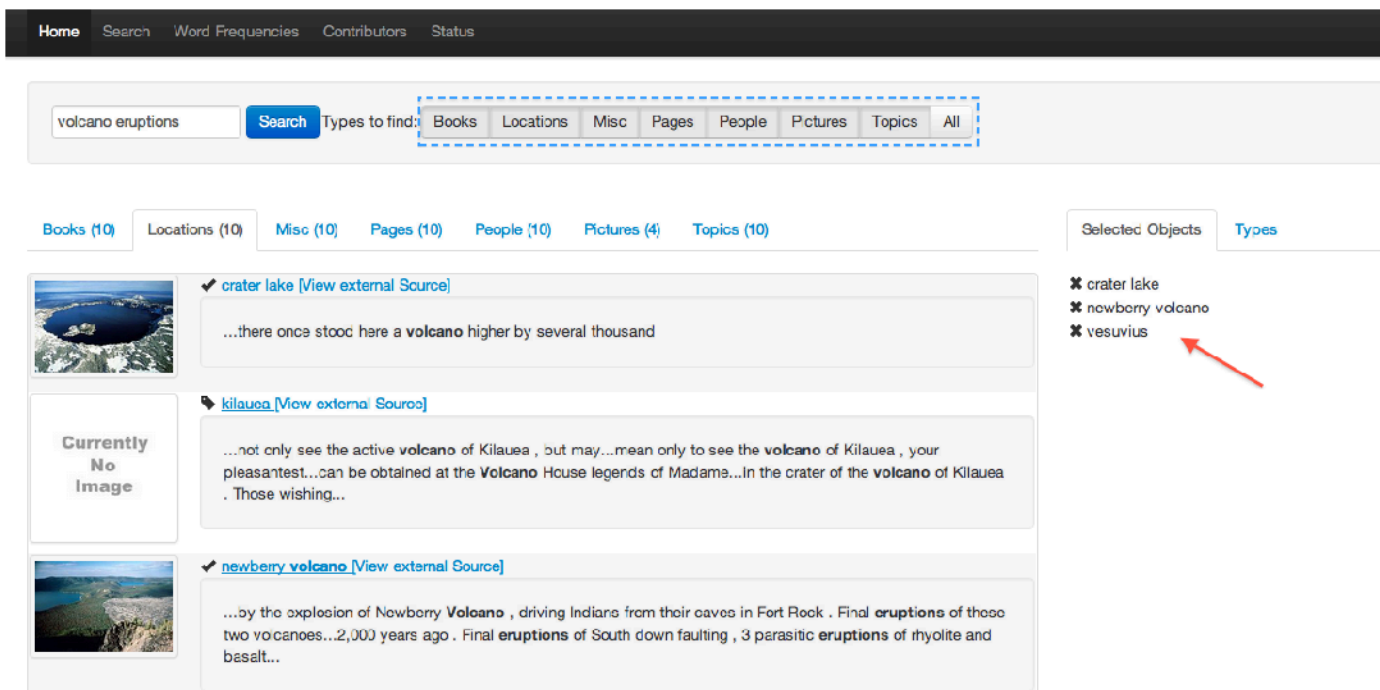 Home Search Word Frequencies Contributors Status
volcano eruptions Search Types to find: Books Locations Misc Pages People Pictures Topics All
Books (10) Locations (10) Misc (10) Pages (10) People (10) Pictures (4) Topics (10)
Selected Objects Types
crater lake [View external Source]
...there once stood here a volcano higher by several thousand
Currently
No
Image
kilauea [View external Source]
...not only see the active volcano of Kilauea , but may...mean only to see the volcano of Kilauea , your
pleasantest...can be obtained at the Volcano House legends of Madame...In the crater of the volcano of Kilauea
. Those wishing...
newberry volcano [View external Source]
...by the explosion of Newberry Volcano , driving Indians from their caves in Fort Rock . Final eruptions of these
two volcanoes...2,000 years ago . Final eruptions of South down faulting , 3 parasitic eruptions of rhyolite and
basalt...
crater lake
newberry volcano
vesuvius